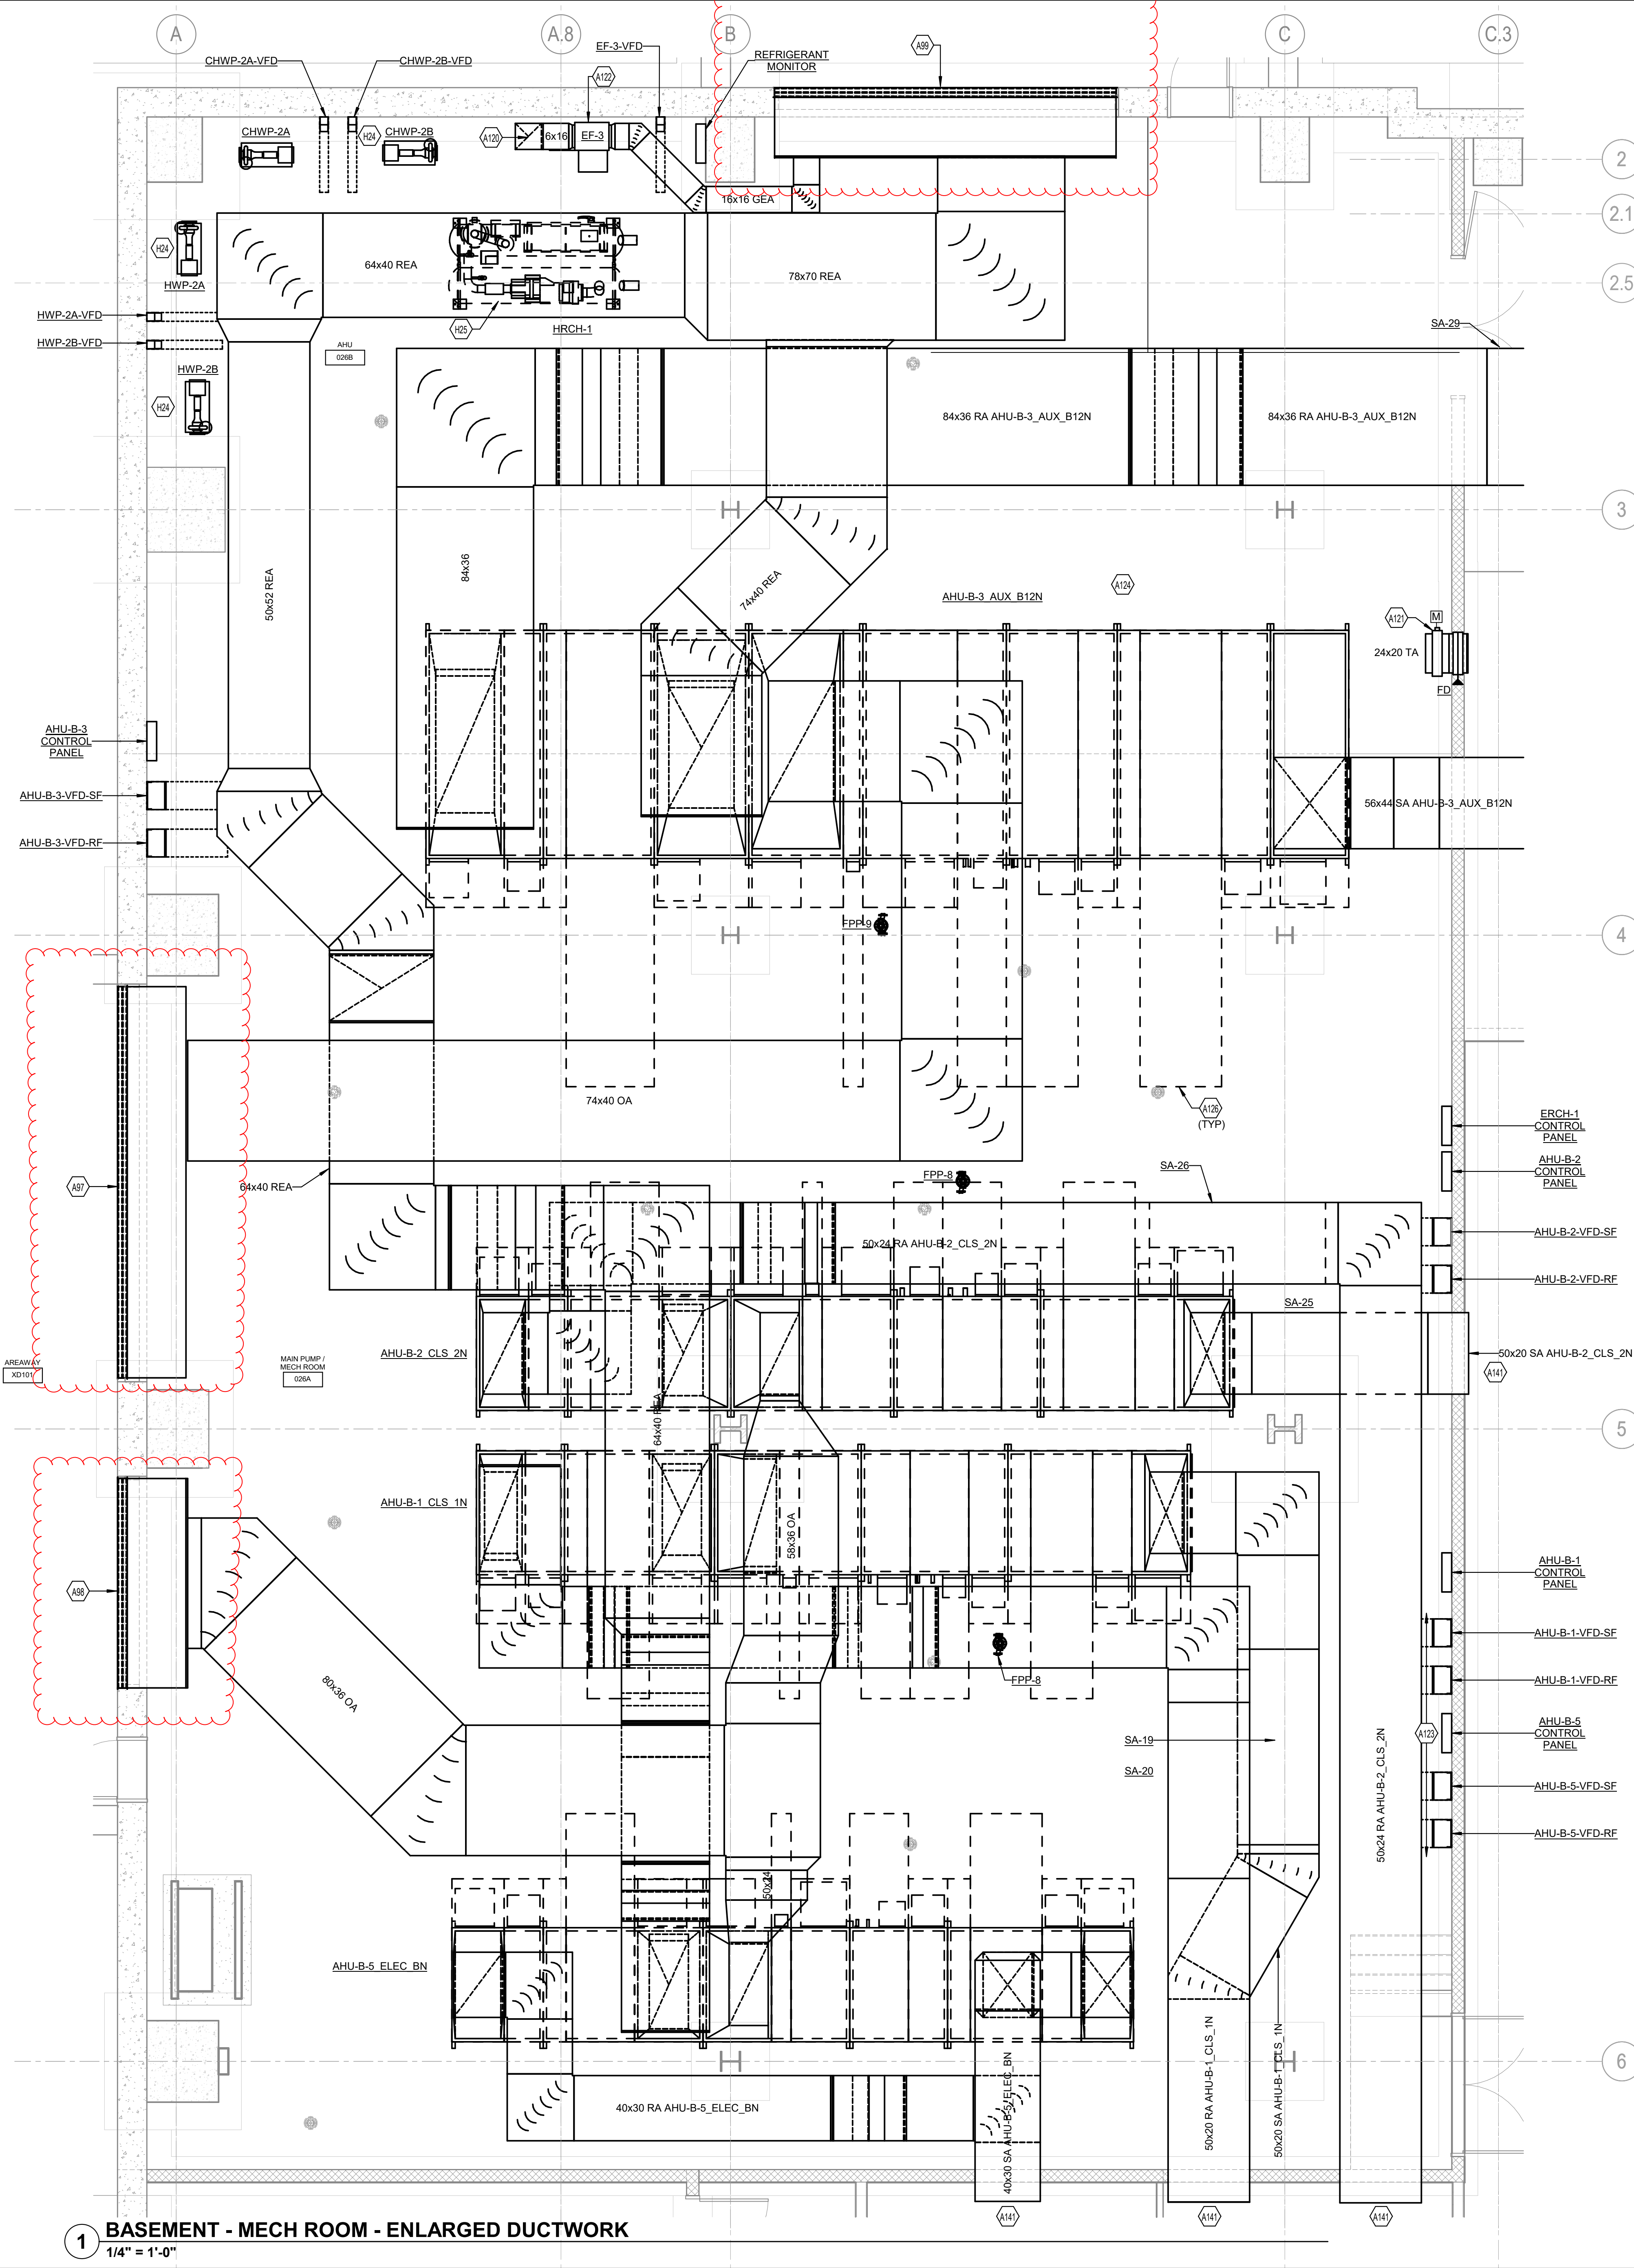 A
A.8
B
C
C.3
CHWP-2A-VFD
CHWP-2B-VFD
EF-3-VFD
A122
REFRIGERANT
MONITOR
A99
CHWP-2A
H24
CHWP-2B
A120
6x16
EF-3
2
16x16 GEA
2.1
H24
HWP-2A
64x40 REA
78x70 REA
2.5
HWP-2A-VFD
H25
HRCH-1
SA-29
HWP-2B-VFD
AHU
026B
HWP-2B
H24
84x36 RA AHU-B-3_AUX_B12N
84x36 RA AHU-B-3_AUX_B12N
3
50x52 REA
84x36
74x40 REA
AHU-B-3_AUX_B12N
A124
A121
M
24x20 TA
FD
AHU-B-3
CONTROL
PANEL
AHU-B-3-VFD-SF
56x44 SA AHU-B-3_AUX_B12N
AHU-B-3-VFD-RF
FPP-9
4
74x40 OA
A126
(TYP)
ERCH-1
CONTROL
PANEL
AHU-B-2
CONTROL
PANEL
A97
64x40 REA
FPP-8
SA-26
AHU-B-2-VFD-SF
50x24 RA AHU-B-2_CLS_2N
AHU-B-2-VFD-RF
SA-25
AREAWAY
XD101
MAIN PUMP /
MECH ROOM
026A
AHU-B-2_CLS_2N
50x20 SA AHU-B-2_CLS_2N
A141
64x40 REA
5
AHU-B-1_CLS_1N
58x36 OA
A98
AHU-B-1
CONTROL
PANEL
AHU-B-1-VFD-SF
FPP-8
AHU-B-1-VFD-RF
80x36 OA
SA-19
SA-20
50x24 RA AHU-B-2_CLS_2N
A123
AHU-B-5
CONTROL
PANEL
AHU-B-5-VFD-SF
AHU-B-5-VFD-RF
50x24
AHU-B-5_ELEC_BN
6
40x30 RA AHU-B-5_ELEC_BN
40x30 SA AHU-B-5_ELEC_BN
50x20 RA AHU-B-1_CLS_1N
50x20 SA AHU-B-1_CLS_1N
A141
A141
A141
1
BASEMENT - MECH ROOM - ENLARGED DUCTWORK
1/4" = 1'-0"